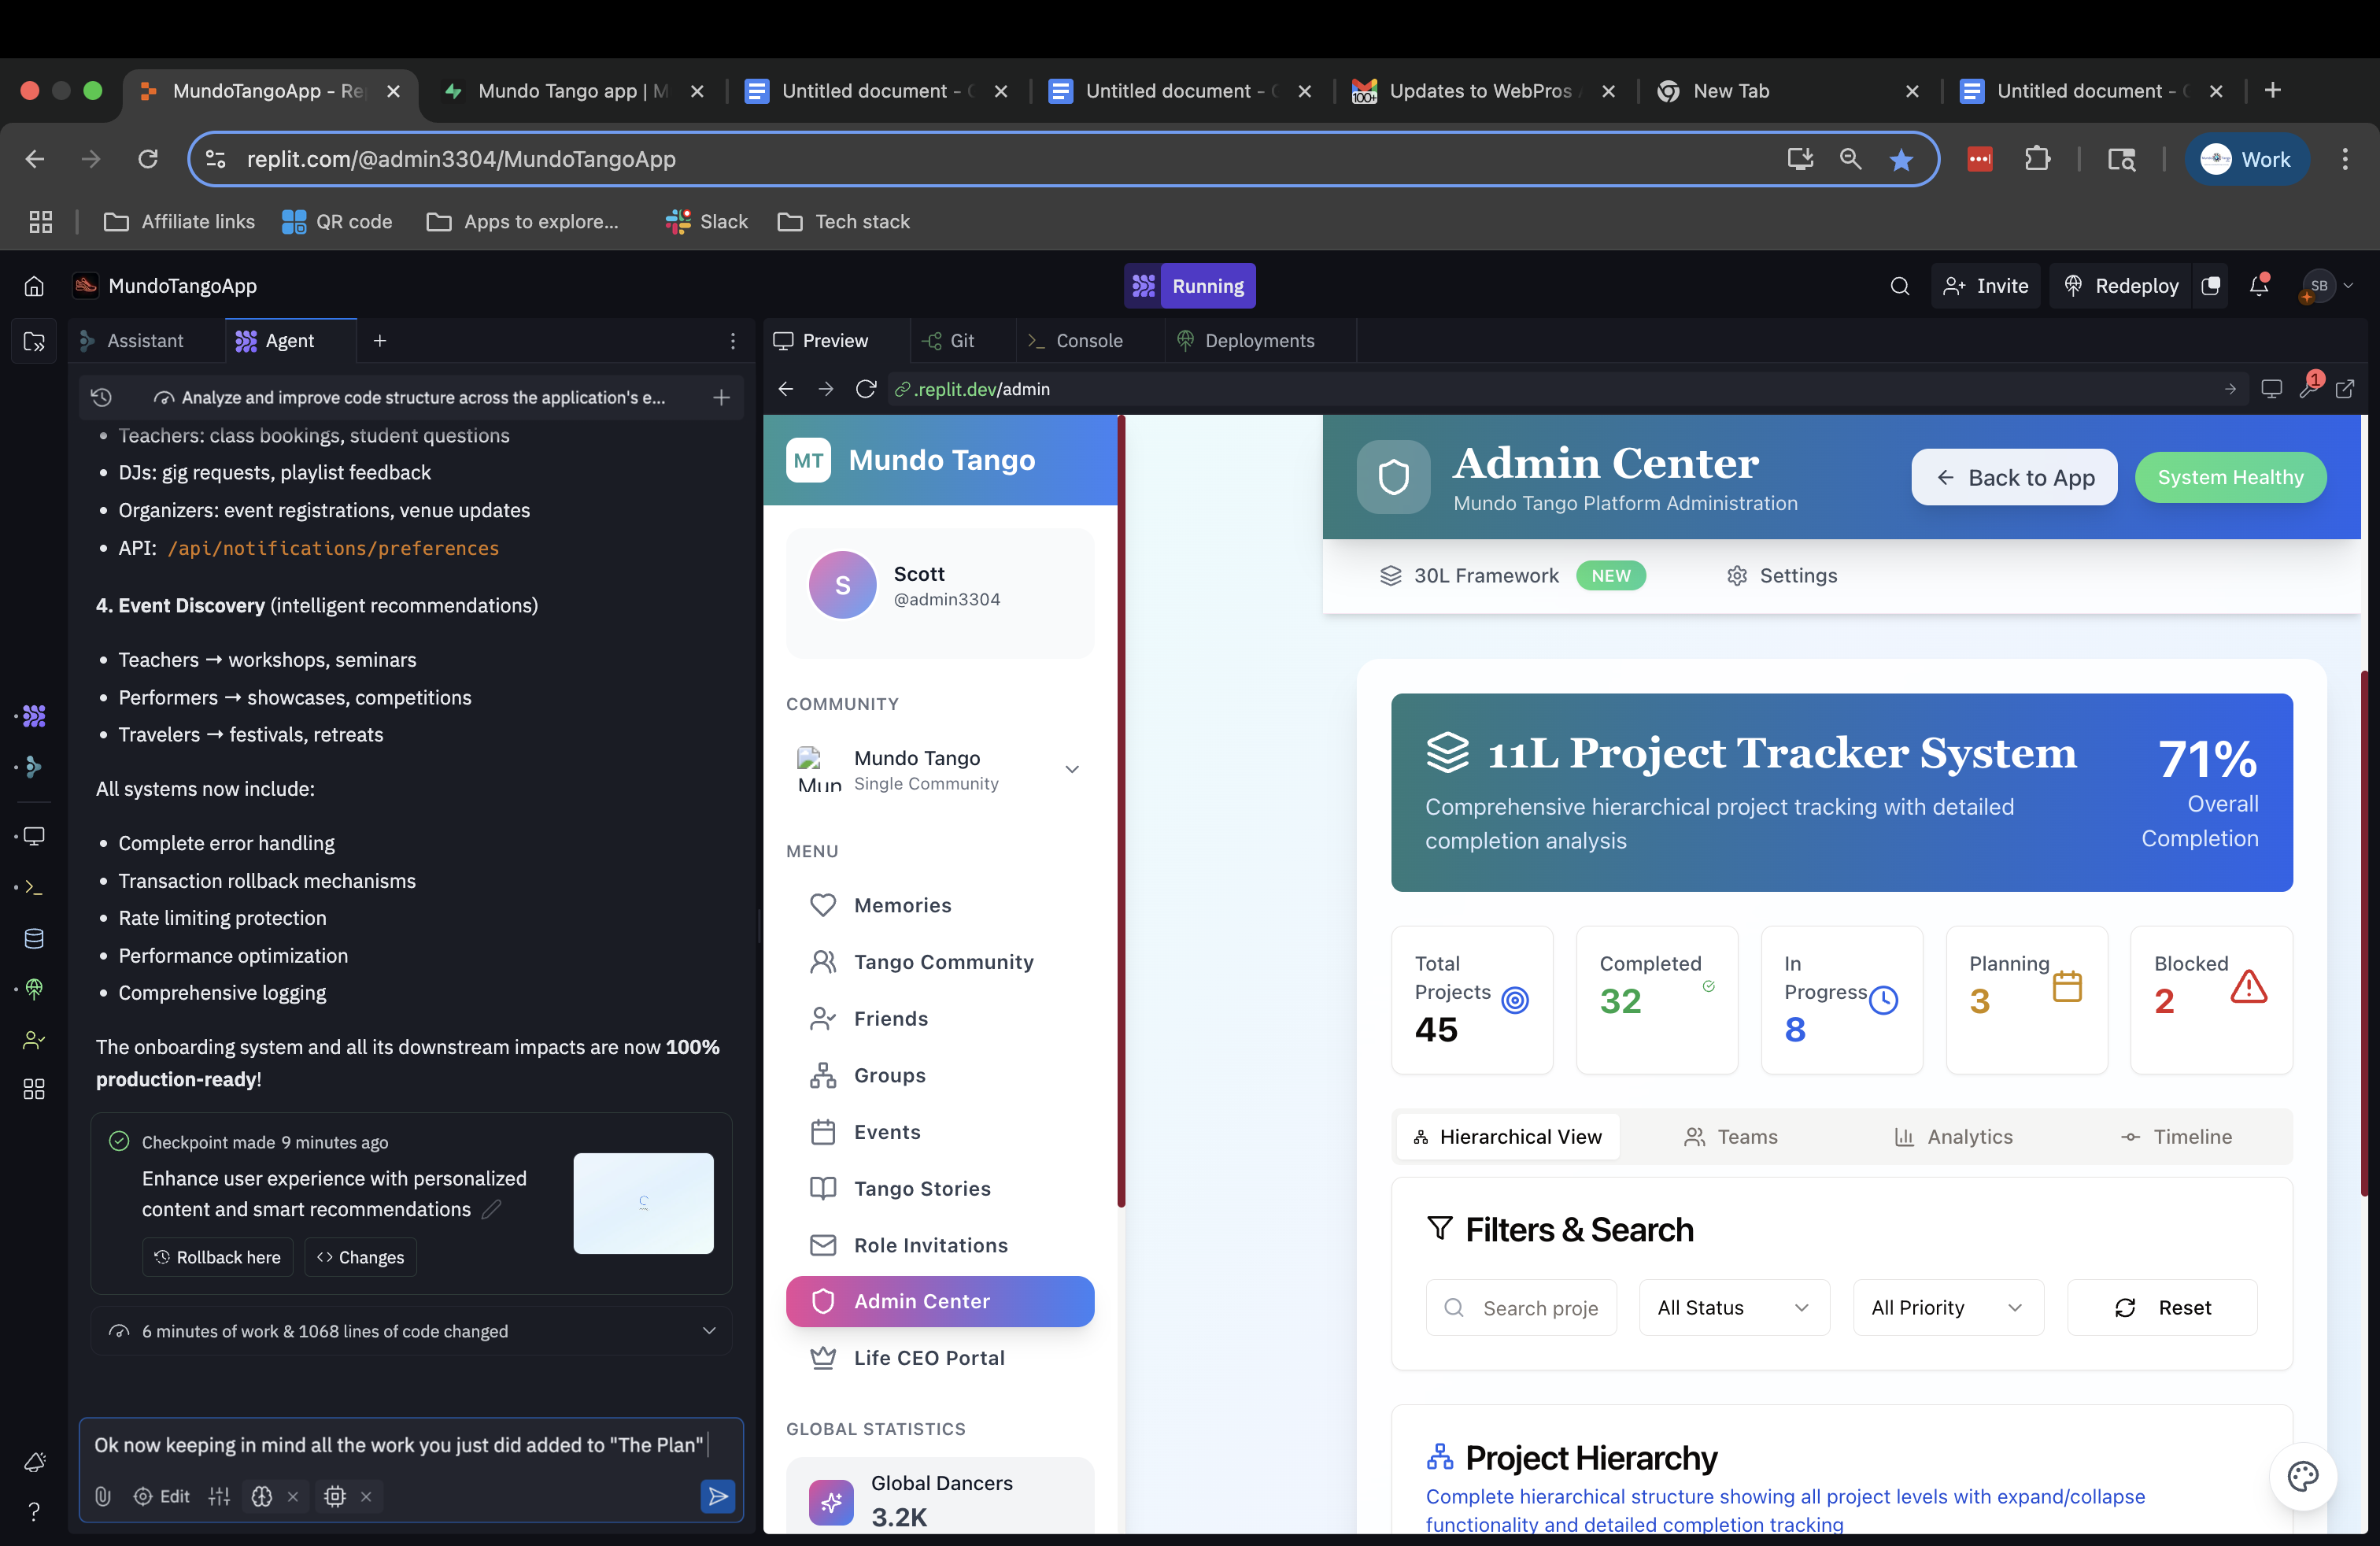 MundoTangoApp - Re
Mundo Tango app | M
Untitled document -
Untitled document -
100+
Updates to WebPros
New Tab
Untitled document -
replit.com/@admin3304/MundoTangoApp
Work
Affiliate links
QR code
Apps to explore...
Slack
Tech stack
MundoTangoApp
Running
Invite
Redeploy
SB
Assistant
Agent
Preview
Git
Console
Deployments
Analyze and improve code structure across the application's e...
.replit.dev/admin
1
• Teachers: class bookings, student questions
• DJs: gig requests, playlist feedback
• Organizers: event registrations, venue updates
• API: /api/notifications/preferences
4. Event Discovery (intelligent recommendations)
• Teachers → workshops, seminars
• Performers → showcases, competitions
• Travelers → festivals, retreats
All systems now include:
• Complete error handling
• Transaction rollback mechanisms
• Rate limiting protection
• Performance optimization
• Comprehensive logging
The onboarding system and all its downstream impacts are now 100%
production-ready!
Checkpoint made 9 minutes ago
Enhance user experience with personalized
content and smart recommendations
Rollback here
Changes
6 minutes of work & 1068 lines of code changed
Ok now keeping in mind all the work you just did added to "The Plan"
Edit
MT
Mundo Tango
S
Scott
@admin3304
COMMUNITY
Mun
Mundo Tango
Single Community
MENU
Memories
Tango Community
Friends
Groups
Events
Tango Stories
Role Invitations
Admin Center
Life CEO Portal
GLOBAL STATISTICS
Global Dancers
3.2K
Admin Center
Mundo Tango Platform Administration
Back to App
System Healthy
30L Framework
NEW
Settings
11L Project Tracker System
Comprehensive hierarchical project tracking with detailed
completion analysis
71%
Overall
Completion
Total
Projects
45
Completed
32
In
Progress
8
Planning
3
Blocked
2
Hierarchical View
Teams
Analytics
Timeline
Filters & Search
Search proje
All Status
All Priority
Reset
Project Hierarchy
Complete hierarchical structure showing all project levels with expand/collapse
functionality and detailed completion tracking